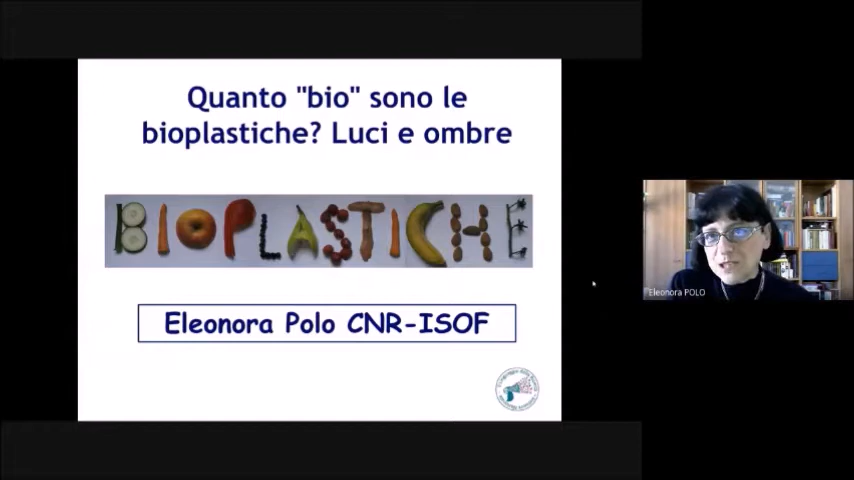 Quanto "bio" sono le
bioplastiche? Luci e ombre
BIOPLASTICHE
Eleonora Polo CNR-ISOF
Eleonora POLO